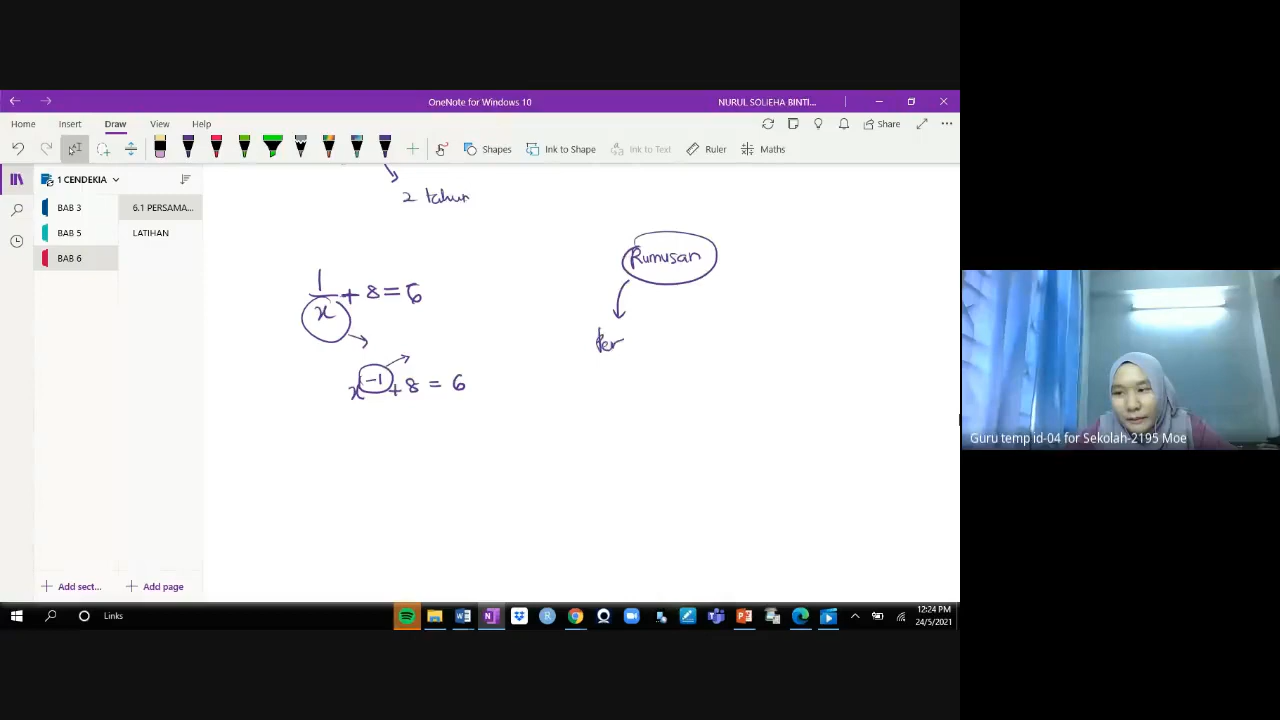 OneNote for Windows 10
NURUL SOLIEHA BINTI...
Home Insert Draw View Help
Share
Shapes Ink to Shape Ink to Text Ruler Maths
1 CENDEKIA
BAB 3
BAB 5
BAB 6
6.1 PERSAMA...
LATIHAN
2 tahun
Rumusan
1/x + 8 = 6
Per
x^-1 + 8 = 6
Guru temp id-04 for Sekolah-2195 Moe
Add sect... Add page
Links
12:24 PM
24/5/2021